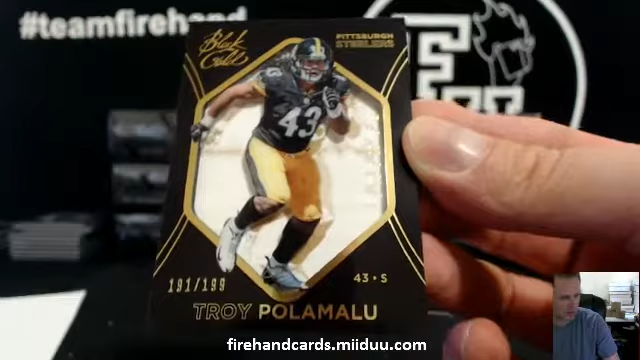 #teamfirehand
Black
Gold
PITTSBURGH
STEELERS
43
191/199
43 • S
TROY POLAMALU
firehandcards.miiduu.com